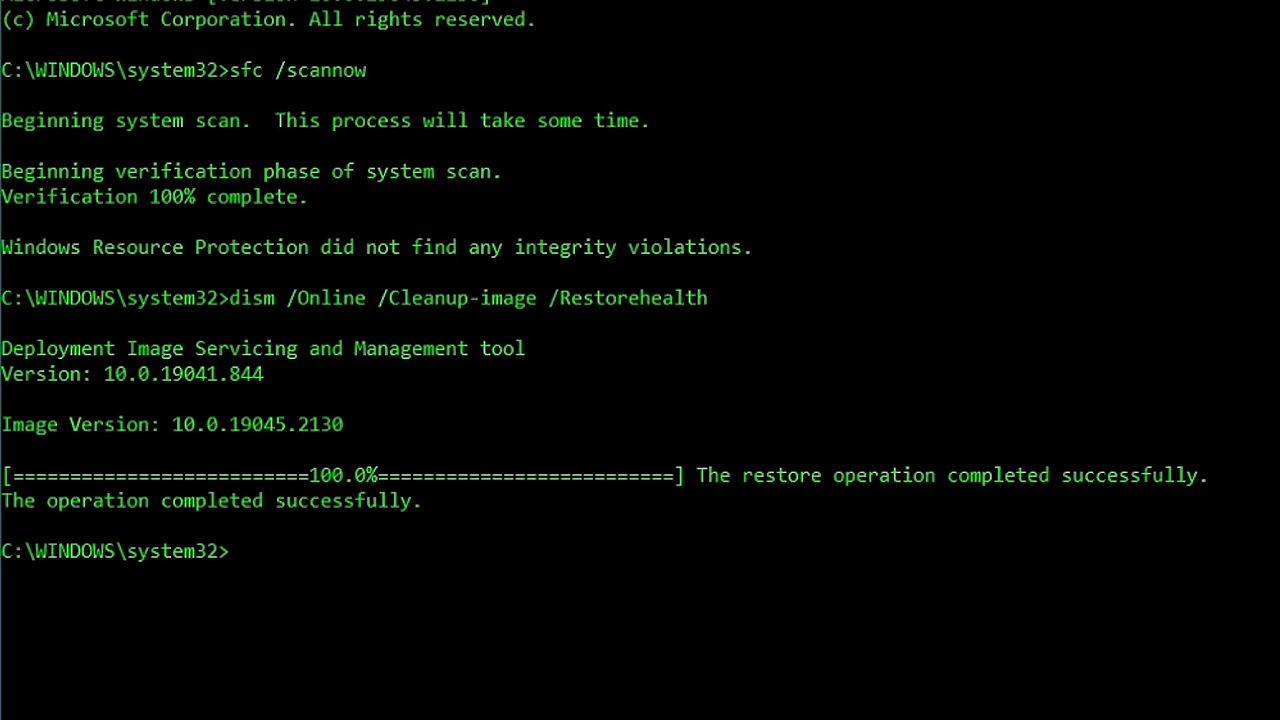 (c) Microsoft Corporation. All rights reserved.
C:\WINDOWS\system32>sfc /scannow
Beginning system scan.  This process will take some time.
Beginning verification phase of system scan.
Verification 100% complete.
Windows Resource Protection did not find any integrity violations.
C:\WINDOWS\system32>dism /Online /Cleanup-image /Restorehealth
Deployment Image Servicing and Management tool
Version: 10.0.19041.844
Image Version: 10.0.19045.2130
[==========================100.0%==========================] The restore operation completed successfully.
The operation completed successfully.
C:\WINDOWS\system32>